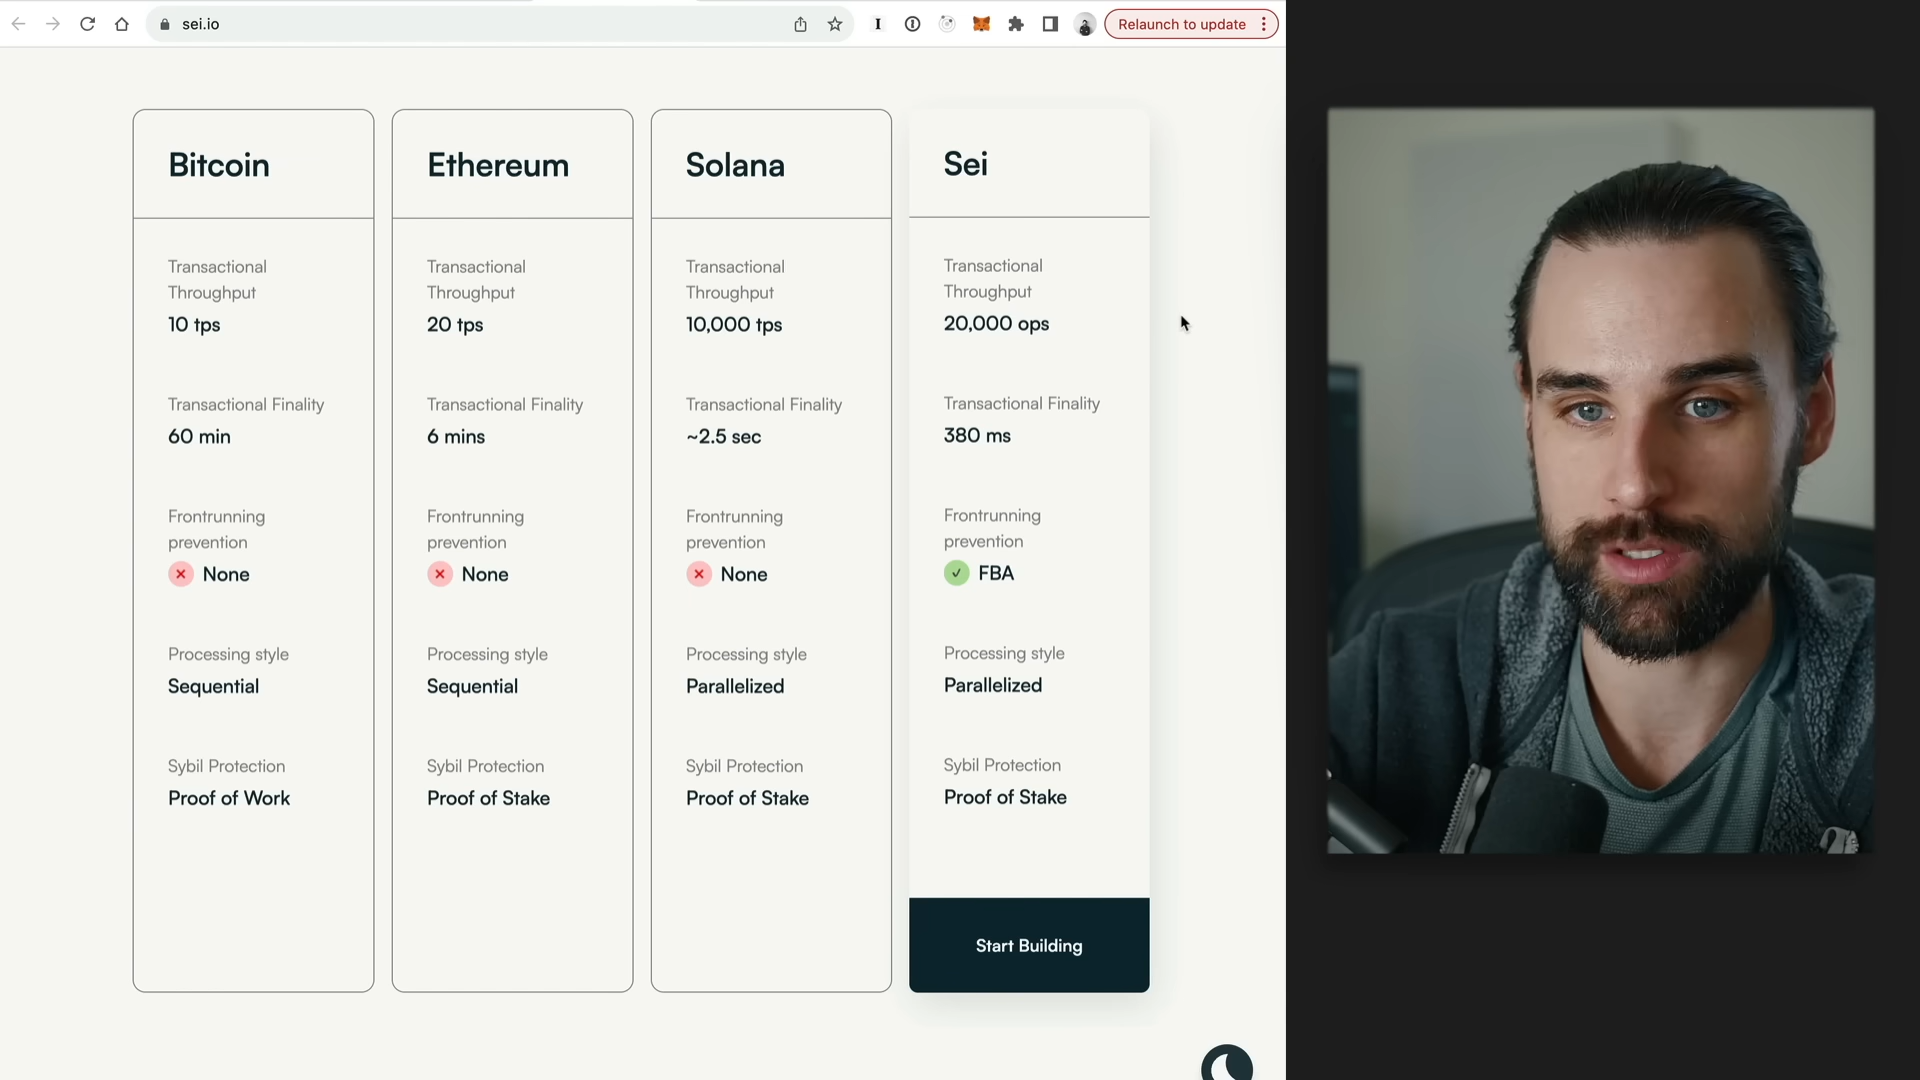 sei.io
Relaunch to update
Bitcoin
Transactional
Throughput
10 tps
Transactional Finality
60 min
Frontrunning
prevention
None
Processing style
Sequential
Sybil Protection
Proof of Work
Ethereum
Transactional
Throughput
20 tps
Transactional Finality
6 mins
Frontrunning
prevention
None
Processing style
Sequential
Sybil Protection
Proof of Stake
Solana
Transactional
Throughput
10,000 tps
Transactional Finality
~2.5 sec
Frontrunning
prevention
None
Processing style
Parallelized
Sybil Protection
Proof of Stake
Sei
Transactional
Throughput
20,000 ops
Transactional Finality
380 ms
Frontrunning
prevention
FBA
Processing style
Parallelized
Sybil Protection
Proof of Stake
Start Building